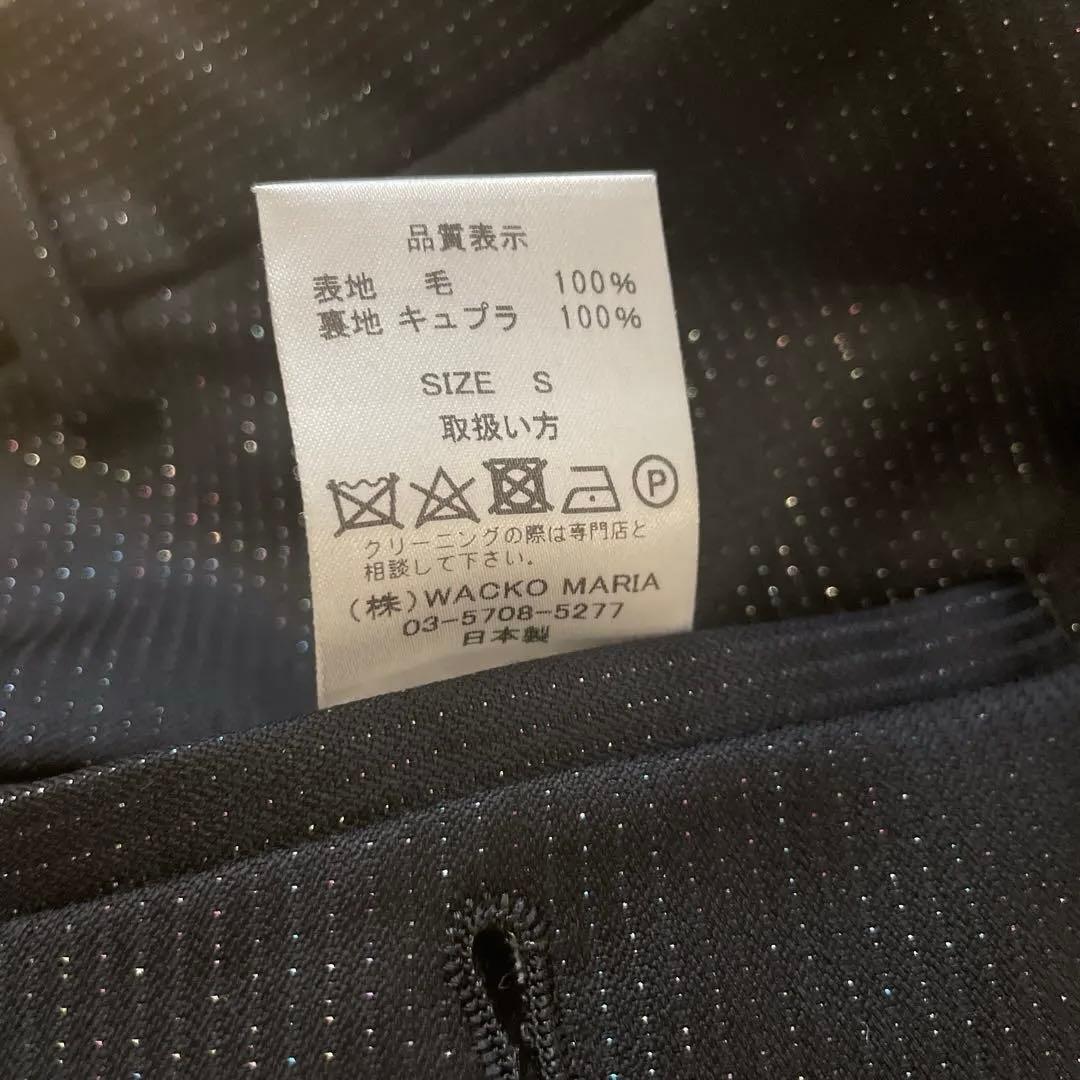 品質表示
表地 毛 100%
裏地 キュプラ 100%
SIZE S
取扱い方
P
クリーニングの際は専門店と
相談して下さい。
(株)WACKO MARIA
03-5708-5277
日本製